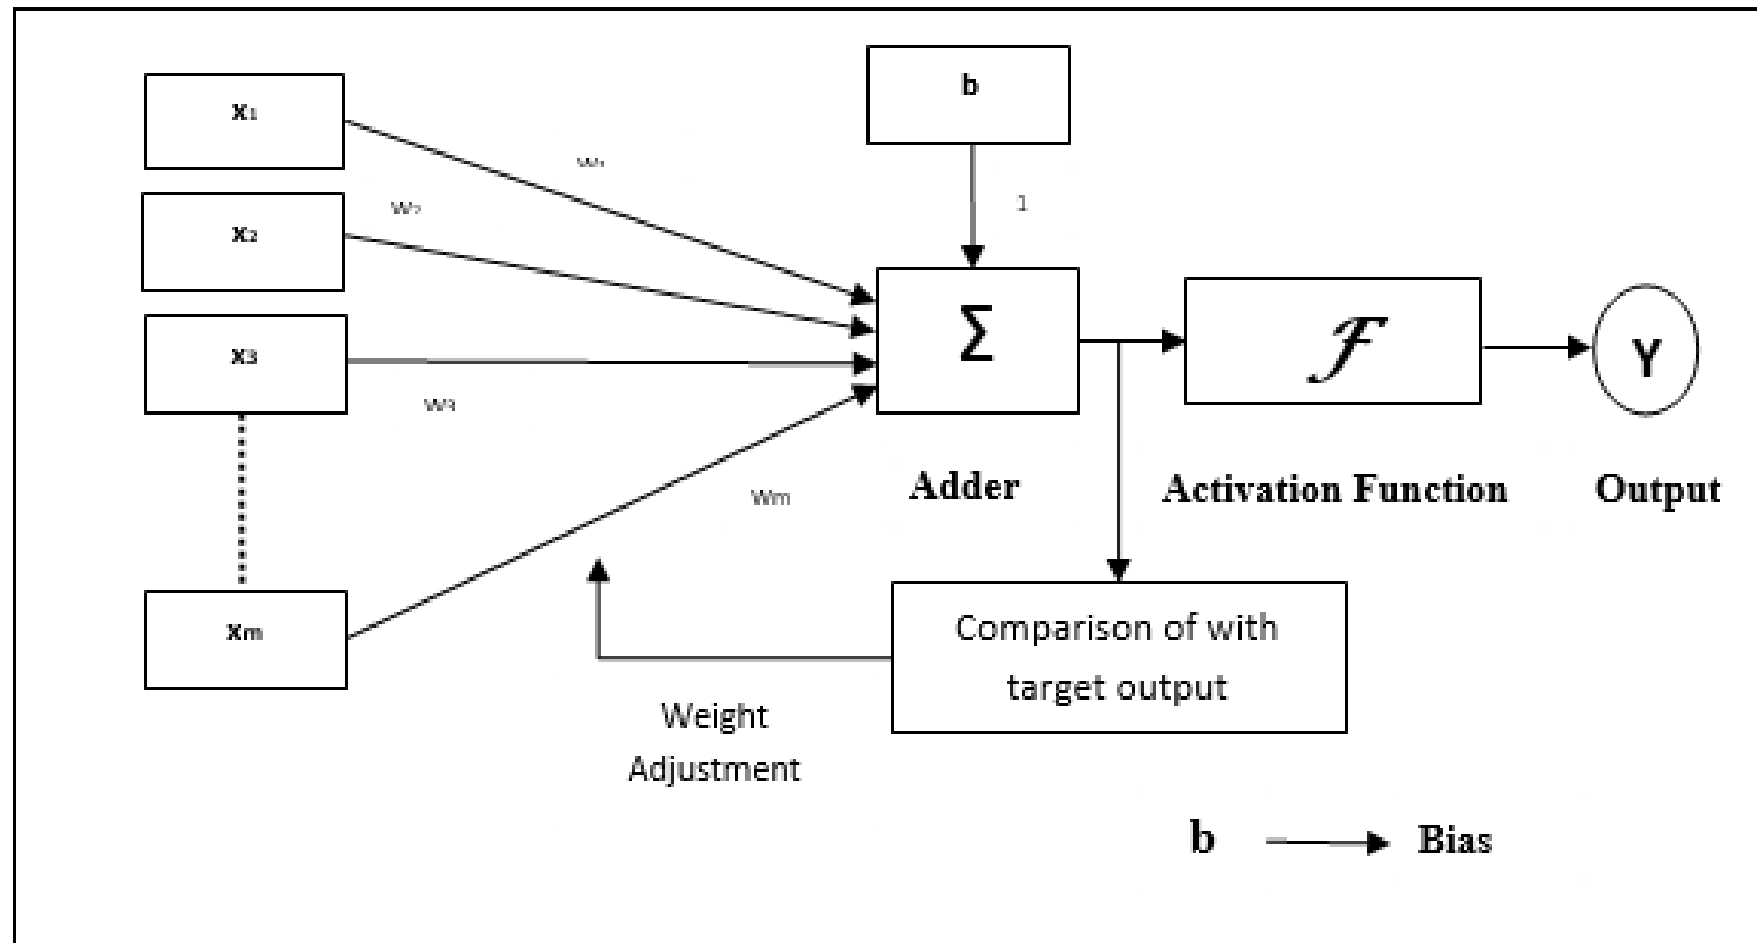 x1
b
W1
x2
W2
1
x3
Σ
ℱ
Y
W3
Adder
Activation Function
Output
Wm
xm
Comparison of with
target output
Weight
Adjustment
b
Bias